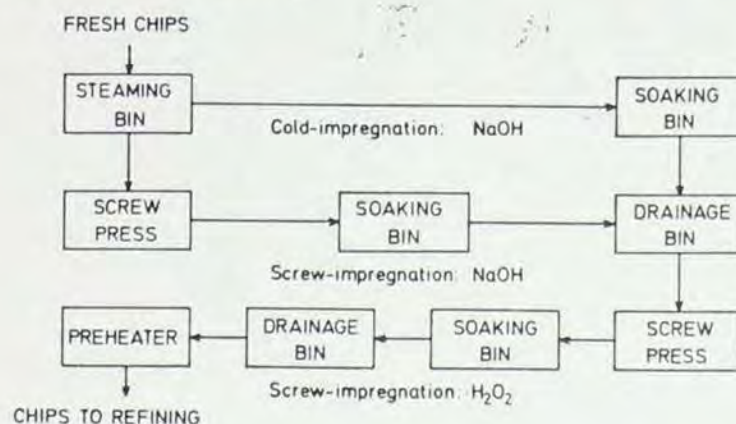 FRESH CHIPS
STEAMING
BIN
Cold-impregnation: NaOH
SOAKING
BIN
SCREW
PRESS
SOAKING
BIN
DRAINAGE
BIN
Screw-impregnation: NaOH
PREHEATER
DRAINAGE
BIN
SOAKING
BIN
SCREW
PRESS
Screw-impregnation: H₂O₂
CHIPS TO REFINING